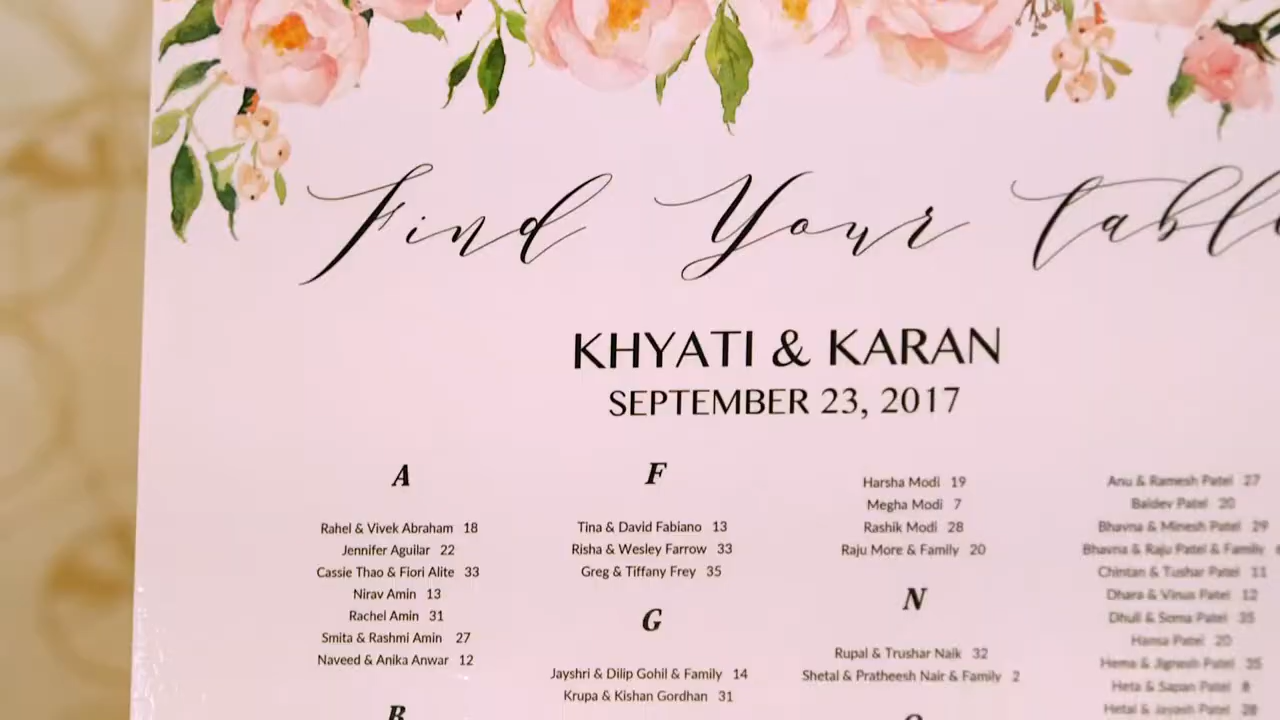 Find Your Table
KHYATI & KARAN
SEPTEMBER 23, 2017
A
Rahel & Vivek Abraham 18
Jennifer Aguilar 22
Cassie Thao & Fiori Alite 33
Nirav Amin 13
Rachel Amin 31
Smita & Rashmi Amin 27
Naveed & Anika Anwar 12
B
F
Tina & David Fabiano 13
Risha & Wesley Farrow 33
Greg & Tiffany Frey 35
G
Jayshri & Dilip Gohil & Family 14
Krupa & Kishan Gordhan 31
Harsha Modi 19
Megha Modi 7
Rashik Modi 28
Raju More & Family 20
N
Rupal & Trushar Naik 32
Shetal & Pratheesh Nair & Family 2
Anu & Ramesh Patel 27
Baldev Patel 20
Bhavna & Minesh Patel 29
Bhavna & Raju Patel & Family
Chintan & Tushar Patel 11
Dhara & Vinus Patel 12
Dhull & Soma Patel 35
Hansa Patel 20
Hema & Jignesh Patel 35
Heta & Sapan Patel 8
Hetal & Jayesh Patel 28